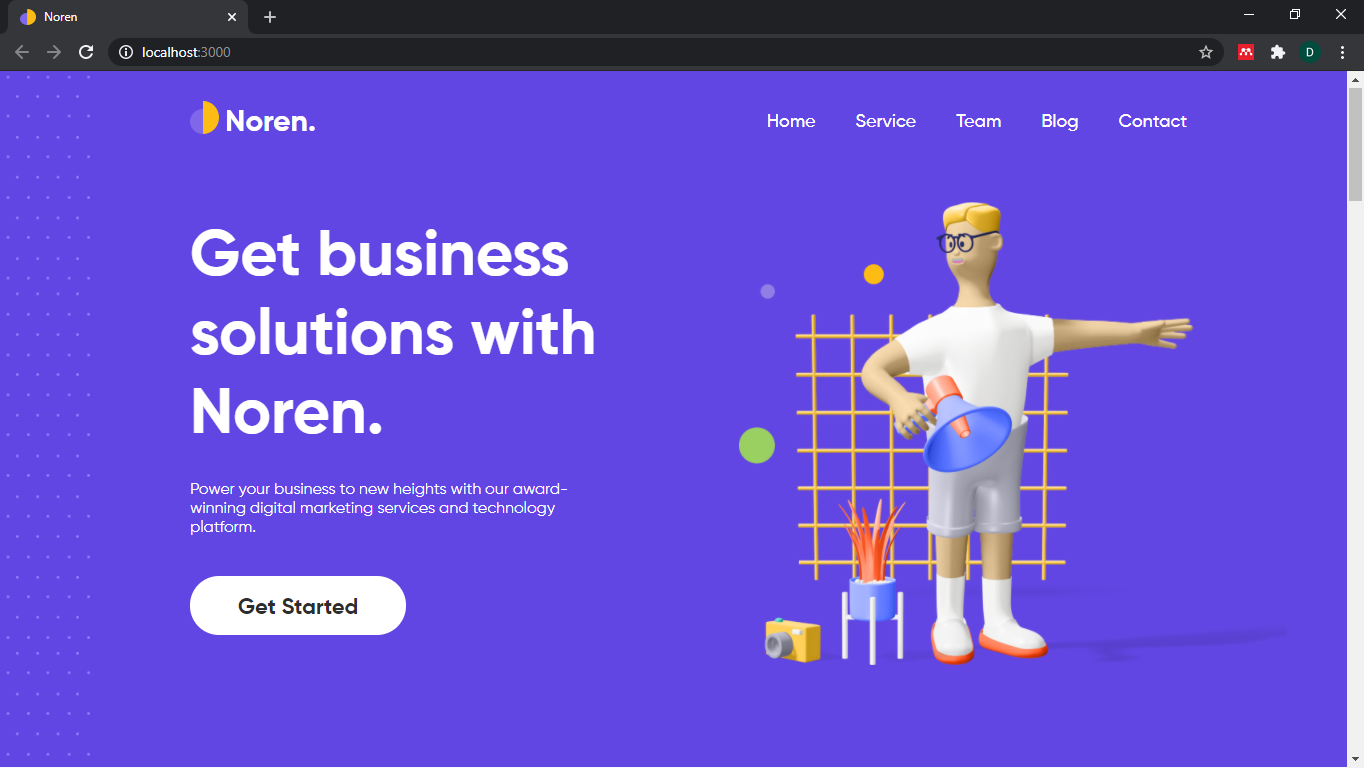 Noren
localhost:3000
D
Noren.
Home Service Team Blog Contact
Get business
solutions with
Noren.
Power your business to new heights with our award-
winning digital marketing services and technology
platform.
Get Started